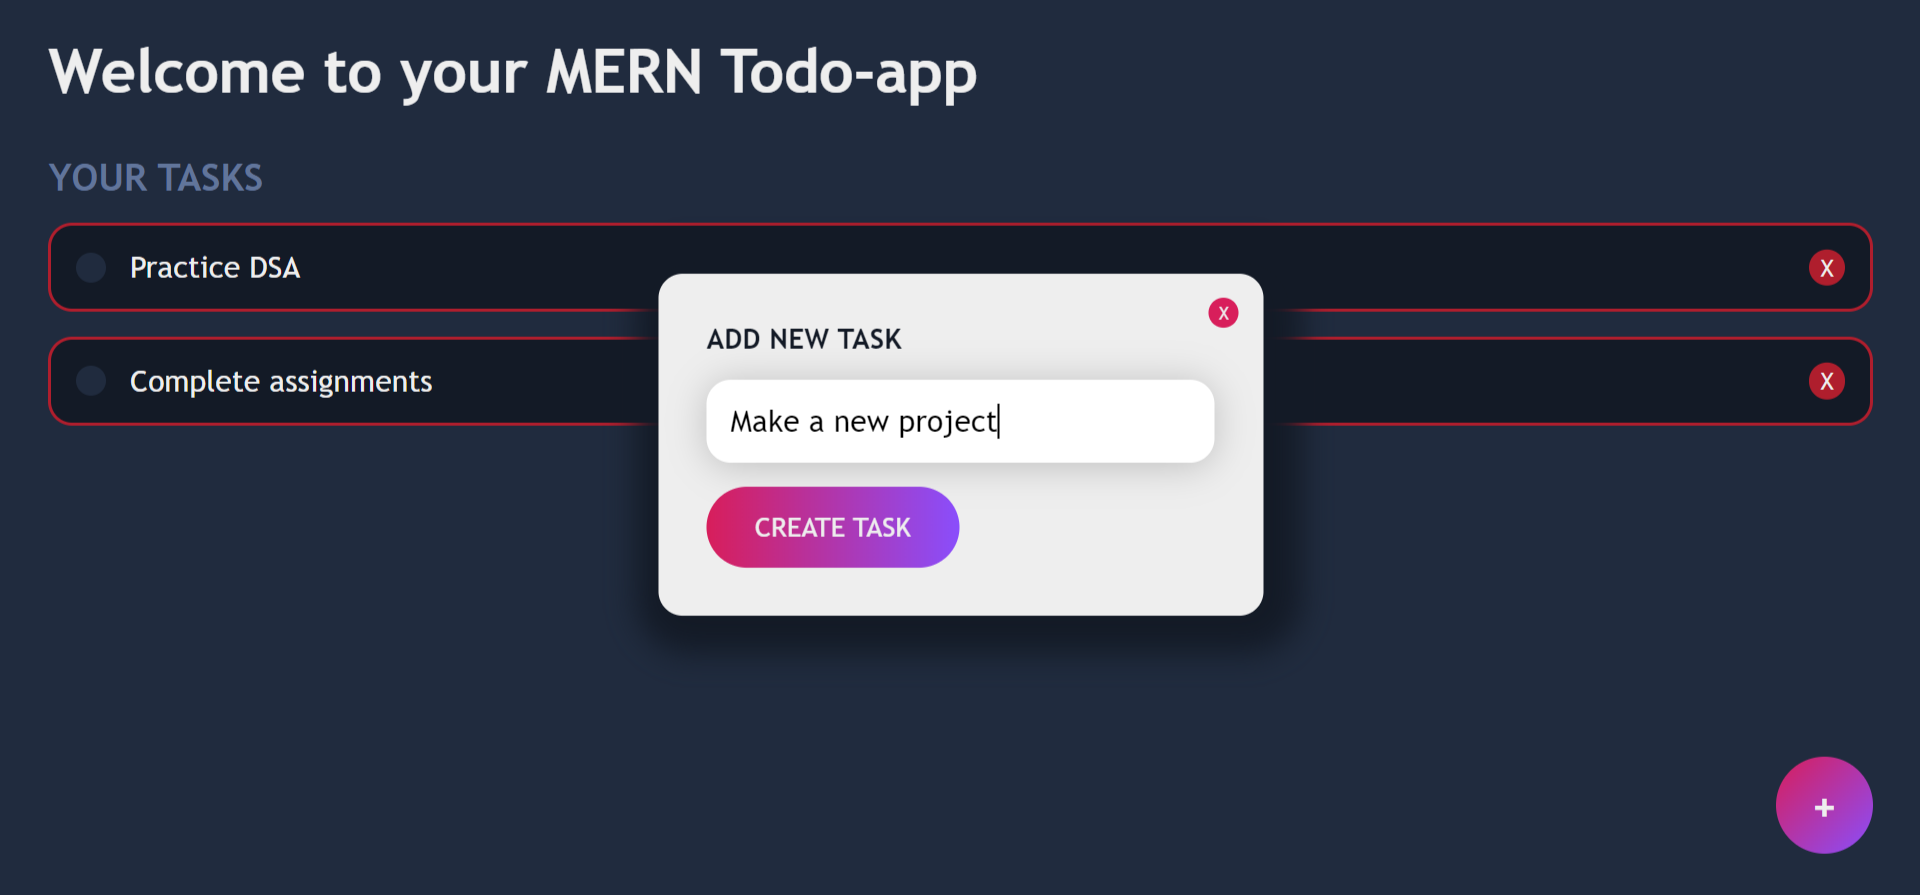 Welcome to your MERN Todo-app
YOUR TASKS
Practice DSA
X
Complete assignments
X
X
ADD NEW TASK
Make a new project
CREATE TASK
+